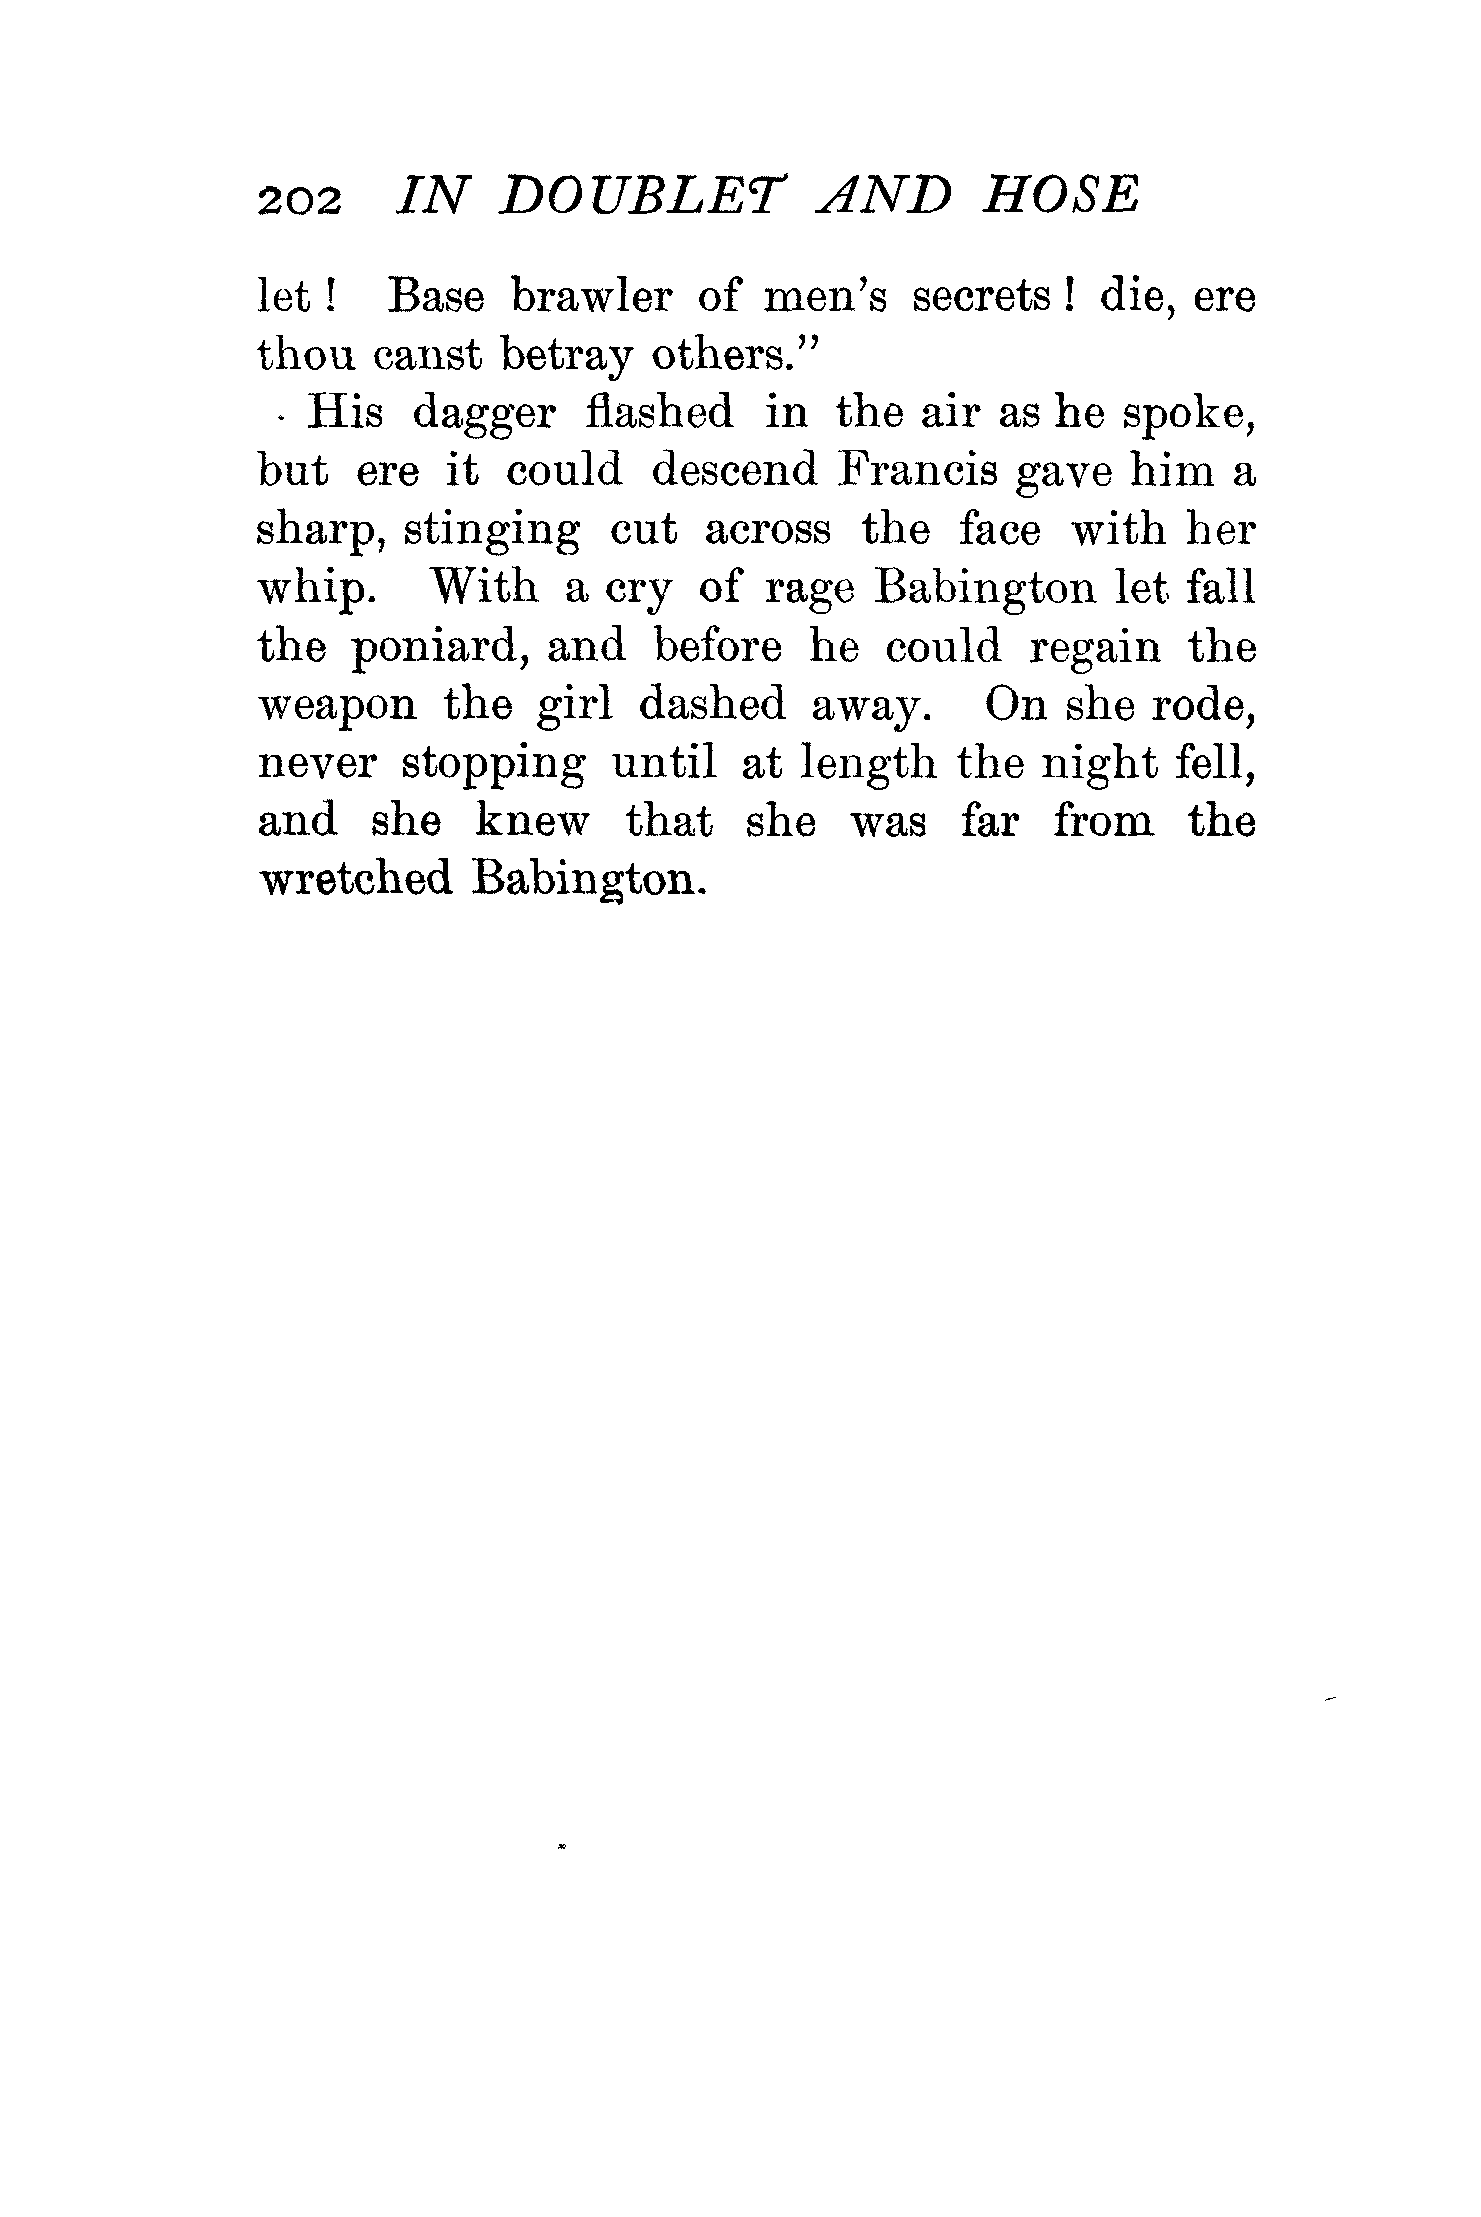 202 IN DOUBLET AND HOSE
let! Base brawler of men's secrets! die, ere
thou canst betray others."
His dagger flashed in the air as he spoke,
but ere it could descend Francis gave him a
sharp, stinging cut across the face with her
whip. With a cry of rage Babington let fall
the poniard, and before he could regain the
weapon the girl dashed away. On she rode,
never stopping until at length the night fell,
and she knew that she was far from the
wretched Babington.